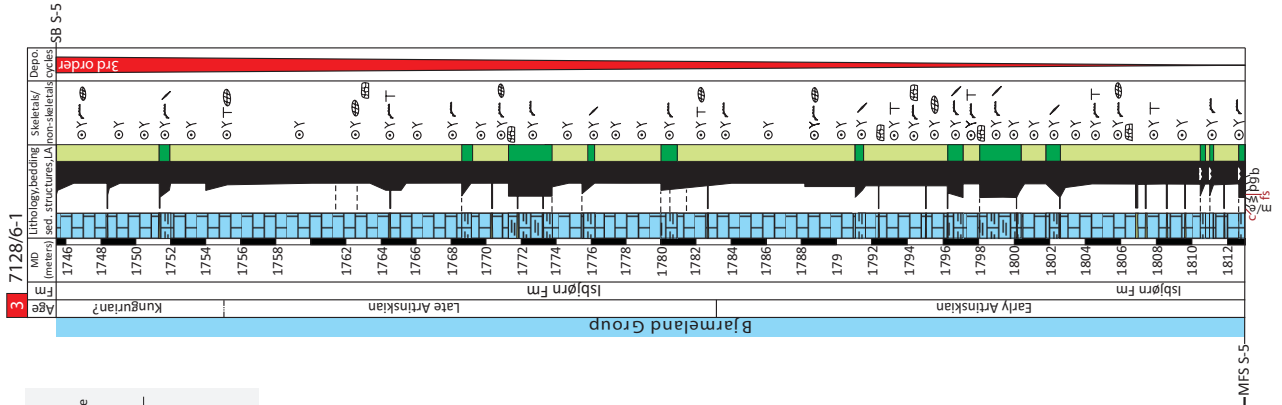 3 7128/6-1
SB S-5
Age
Fm
MD
(meters)
Lithology,bedding
sed. structures,LA
Skeletals/
non-skeletals
Depo.
cycles
3rd order
1746
1748
1750
1752
1754
1756
1758
1762
1764
1766
1768
1770
1772
1774
1776
1778
1780
1782
1784
1786
1788
179
1792
1794
1796
1798
1800
1802
1804
1806
1808
1810
1812
Kungurian?
Late Artinskian
Early Artinskian
Isbjørn Fm
Isbjørn Fm
Bjarmeland Group
fs
MFS S-5